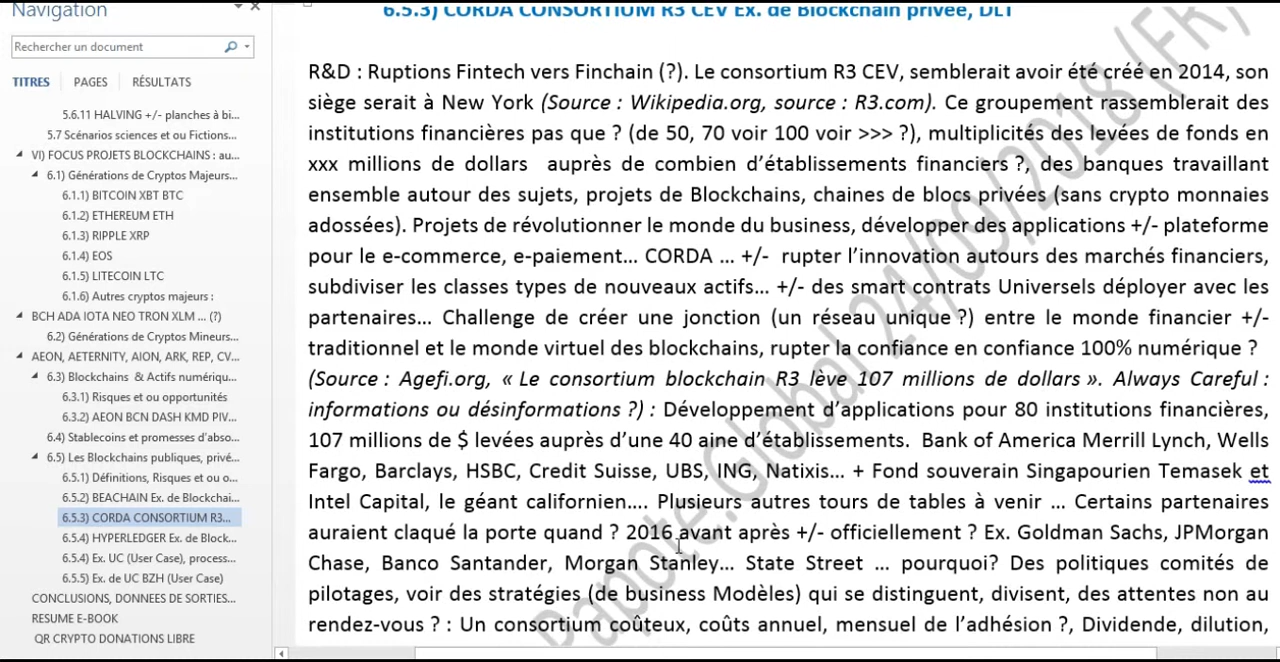 Navigation
Rechercher un document
TITRES PAGES RÉSULTATS
5.6.11 HALVING +/- planches à bi...
5.7 Scénarios sciences et ou Fictions...
VI) FOCUS PROJETS BLOCKCHAINS : au...
6.1) Générations de Cryptos Majeurs...
6.1.1) BITCOIN XBT BTC
6.1.2) ETHEREUM ETH
6.1.3) RIPPLE XRP
6.1.4) EOS
6.1.5) LITECOIN LTC
6.1.6) Autres cryptos majeurs :
BCH ADA IOTA NEO TRON XLM ... (?)
6.2) Générations de Cryptos Mineurs...
AEON, AETERNITY, AION, ARK, REP, CV...
6.3) Blockchains & Actifs numériqu...
6.3.1) Risques et ou opportunités
6.3.2) AEON BCN DASH KMD PIV...
6.4) Stablecoins et promesses d'abso...
6.5) Les Blockchains publiques, privé...
6.5.1) Définitions, Risques et ou o...
6.5.2) BEACHAIN Ex. de Blockchai...
6.5.3) CORDA CONSORTIUM R3...
6.5.4) HYPERLEDGER Ex. de Block...
6.5.4) Ex. UC (User Case), process...
6.5.5) Ex. de UC BZH (User Case)
CONCLUSIONS, DONNEES DE SORTIES...
RESUME E-BOOK
QR CRYPTO DONATIONS LIBRE
6.5.3) CORDA CONSORTIUM R3 CEV Ex. de Blockchain privée, DLT
R&D : Ruptions Fintech vers Finchain (?). Le consortium R3 CEV, semblerait avoir été créé en 2014, son
siège serait à New York (Source : Wikipedia.org, source : R3.com). Ce groupement rassemblerait des
institutions financières pas que ? (de 50, 70 voir 100 voir >>> ?), multiplicités des levées de fonds en
xxx millions de dollars auprès de combien d'établissements financiers ?, des banques travaillant
ensemble autour des sujets, projets de Blockchains, chaines de blocs privées (sans crypto monnaies
adossées). Projets de révolutionner le monde du business, développer des applications +/- plateforme
pour le e-commerce, e-paiement... CORDA ... +/- rupter l'innovation autours des marchés financiers,
subdiviser les classes types de nouveaux actifs... +/- des smart contrats Universels déployer avec les
partenaires... Challenge de créer une jonction (un réseau unique ?) entre le monde financier +/-
traditionnel et le monde virtuel des blockchains, rupter la confiance en confiance 100% numérique ?
(Source : Agefi.org, « Le consortium blockchain R3 lève 107 millions de dollars ». Always Careful :
informations ou désinformations ?) : Développement d'applications pour 80 institutions financières,
107 millions de $ levées auprès d'une 40 aine d'établissements. Bank of America Merrill Lynch, Wells
Fargo, Barclays, HSBC, Credit Suisse, UBS, ING, Natixis... + Fond souverain Singapourien Temasek et
Intel Capital, le géant californien.... Plusieurs autres tours de tables à venir ... Certains partenaires
auraient claqué la porte quand ? 2016 avant après +/- officiellement ? Ex. Goldman Sachs, JPMorgan
Chase, Banco Santander, Morgan Stanley... State Street ... pourquoi? Des politiques comités de
pilotages, voir des stratégies (de business Modèles) qui se distinguent, divisent, des attentes non au
rendez-vous ? : Un consortium coûteux, coûts annuel, mensuel de l'adhésion ?, Dividende, dilution,
Papote.Global 24/09/2018 (FR)